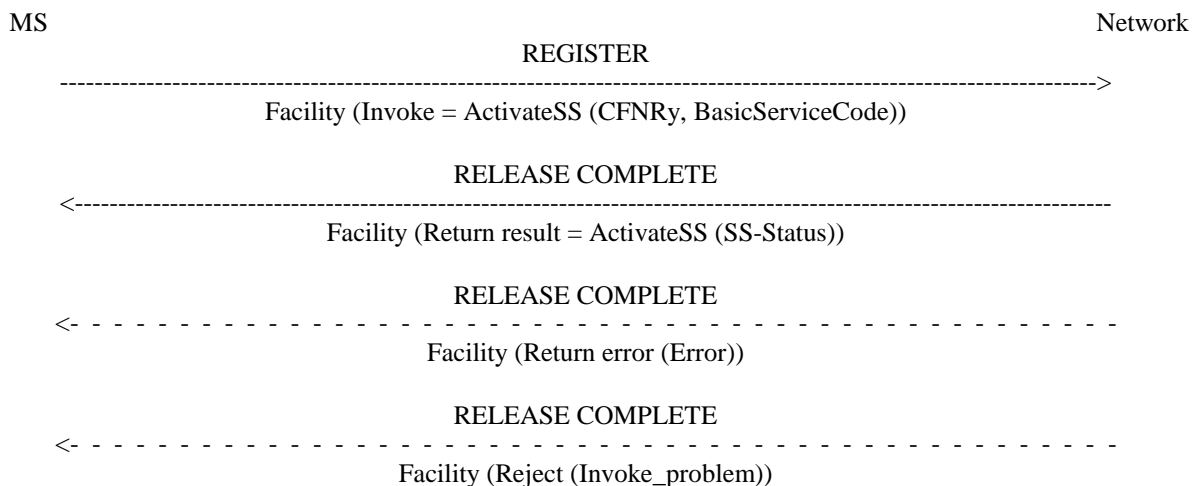 MS Network
REGISTER
Facility (Invoke = ActivateSS (CFNRy, BasicServiceCode))
RELEASE COMPLETE
Facility (Return result = ActivateSS (SS-Status))
RELEASE COMPLETE
Facility (Return error (Error))
RELEASE COMPLETE
Facility (Reject (Invoke_problem))